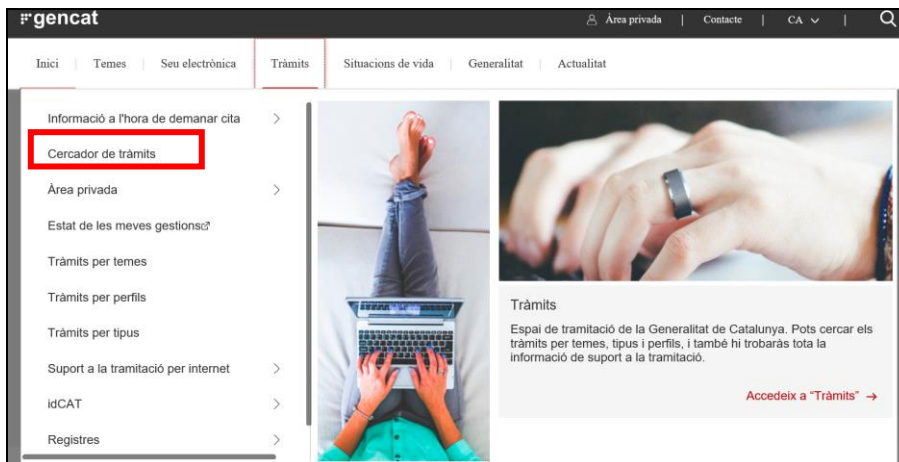 gencat
Àrea privada | Contacte | CA |
Inici | Temes | Seu electrònica | Tràmits | Situacions de vida | Generalitat | Actualitat
Informació a l'hora de demanar cita
Cercador de tràmits
Àrea privada
Estat de les meves gestions
Tràmits per temes
Tràmits per perfils
Tràmits per tipus
Suport a la tramitació per internet
idCAT
Registres
Tràmits
Espai de tramitació de la Generalitat de Catalunya. Pots cercar els
tràmits per temes, tipus i perfils, i també hi trobaràs tota la
informació de suport a la tramitació.
Accedeix a “Tràmits” →